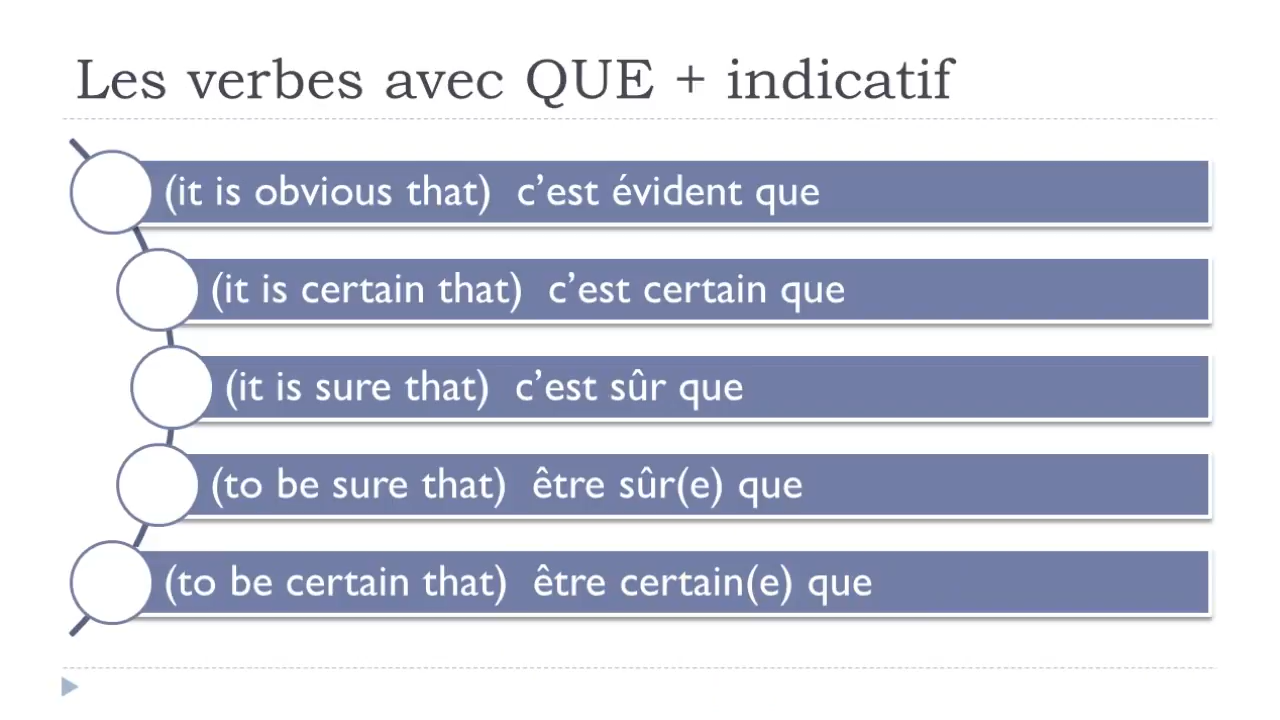 Les verbes avec QUE + indicatif
(it is obvious that) c’est évident que
(it is certain that) c’est certain que
(it is sure that) c’est sûr que
(to be sure that) être sûr(e) que
(to be certain that) être certain(e) que